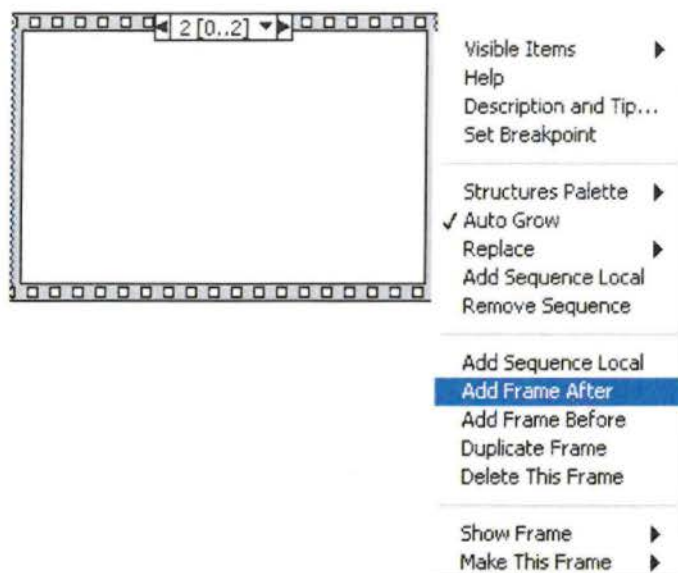 2 [0..2]
Visible Items
Help
Description and Tip...
Set Breakpoint
Structures Palette
✓ Auto Grow
Replace
Add Sequence Local
Remove Sequence
Add Sequence Local
Add Frame After
Add Frame Before
Duplicate Frame
Delete This Frame
Show Frame
Make This Frame